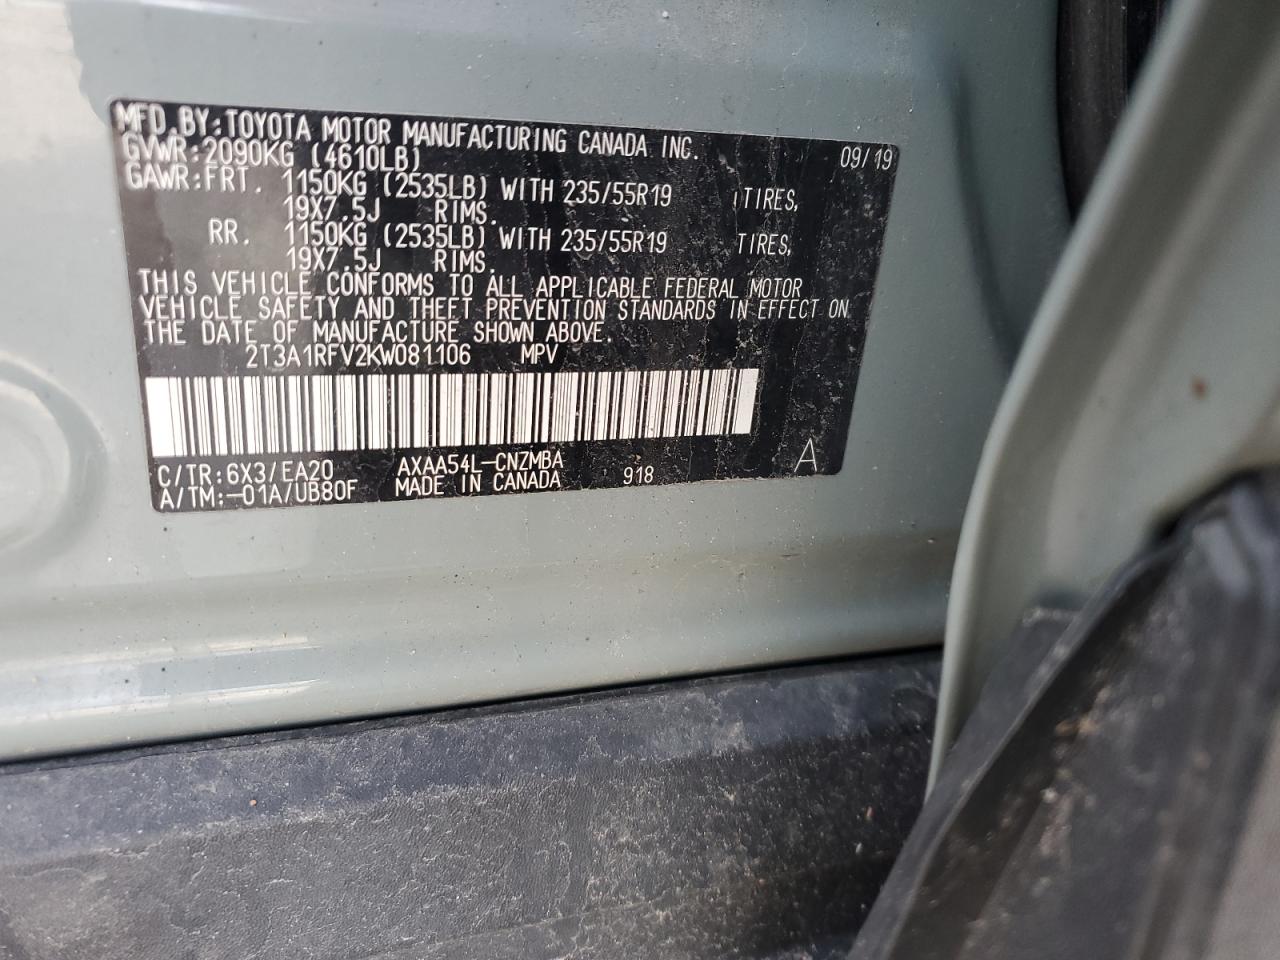 MFD.BY:TOYOTA MOTOR MANUFACTURING CANADA INC. 09/19
GVWR:2090KG (4610LB)
GAWR:FRT. 1150KG (2535LB) WITH 235/55R19 TIRES,
19X7.5J RIMS.
RR. 1150KG (2535LB) WITH 235/55R19 TIRES,
19X7.5J RIMS.
THIS VEHICLE CONFORMS TO ALL APPLICABLE FEDERAL MOTOR
VEHICLE SAFETY AND THEFT PREVENTION STANDARDS IN EFFECT ON
THE DATE OF MANUFACTURE SHOWN ABOVE.
2T3A1RFV2KW081106 MPV
C/TR:6X3/EA20 AXAA54L-CNZMBA 918 A
A/TM:-01A/UB80F MADE IN CANADA